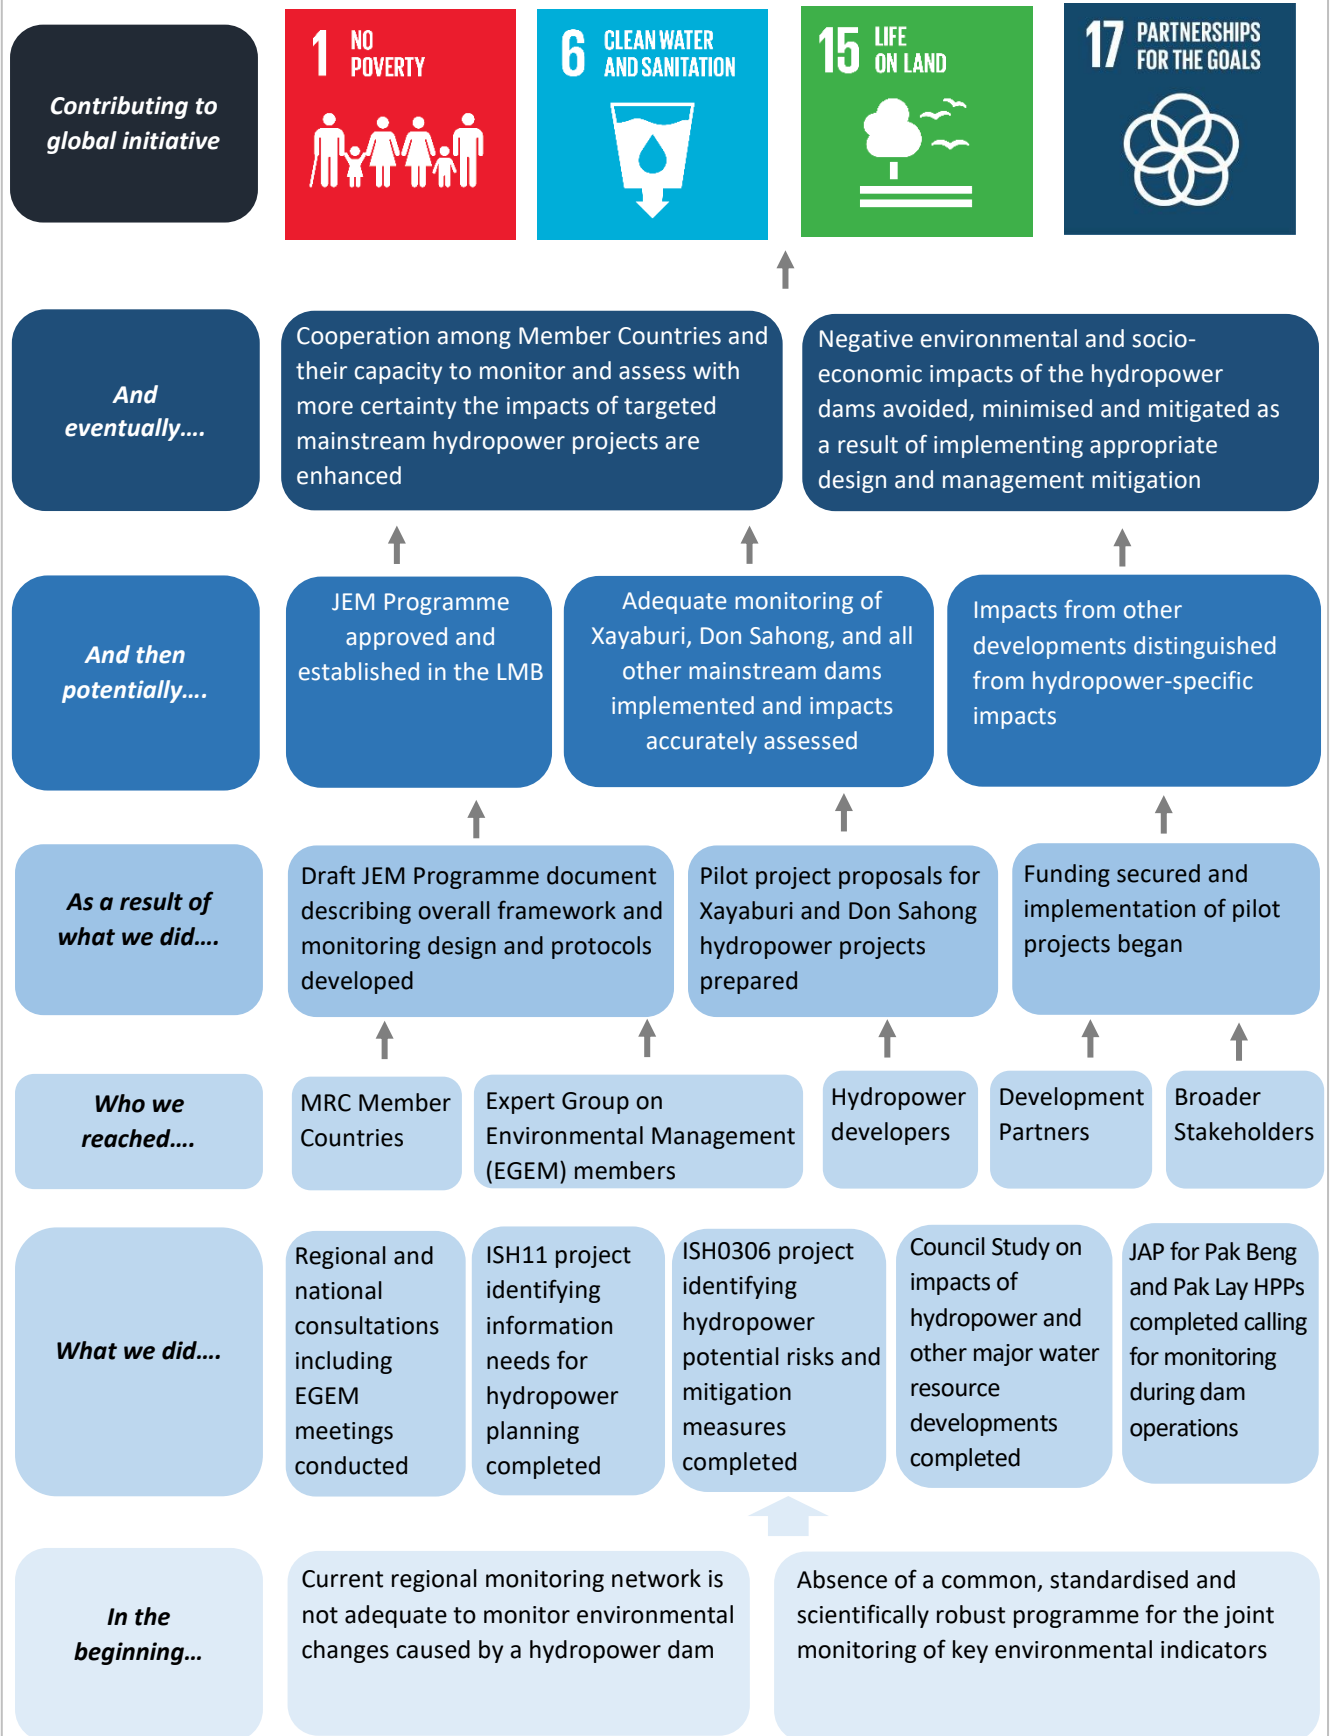 Contributing to
global initiative
1 NO
POVERTY
6 CLEAN WATER
AND SANITATION
15 LIFE
ON LAND
17 PARTNERSHIPS
FOR THE GOALS
And
eventually....
Cooperation among Member Countries and
their capacity to monitor and assess with
more certainty the impacts of targeted
mainstream hydropower projects are
enhanced
Negative environmental and socio-
economic impacts of the hydropower
dams avoided, minimised and mitigated as
a result of implementing appropriate
design and management mitigation
And then
potentially....
JEM Programme
approved and
established in the LMB
Adequate monitoring of
Xayaburi, Don Sahong, and all
other mainstream dams
implemented and impacts
accurately assessed
Impacts from other
developments distinguished
from hydropower-specific
impacts
As a result of
what we did....
Draft JEM Programme document
describing overall framework and
monitoring design and protocols
developed
Pilot project proposals for
Xayaburi and Don Sahong
hydropower projects
prepared
Funding secured and
implementation of pilot
projects began
Who we
reached....
MRC Member
Countries
Expert Group on
Environmental Management
(EGEM) members
Hydropower
developers
Development
Partners
Broader
Stakeholders
What we did....
Regional and
national
consultations
including
EGEM
meetings
conducted
ISH11 project
identifying
information
needs for
hydropower
planning
completed
ISH0306 project
identifying
hydropower
potential risks and
mitigation
measures
completed
Council Study on
impacts of
hydropower and
other major water
resource
developments
completed
JAP for Pak Beng
and Pak Lay HPPs
completed calling
for monitoring
during dam
operations
In the
beginning...
Current regional monitoring network is
not adequate to monitor environmental
changes caused by a hydropower dam
Absence of a common, standardised and
scientifically robust programme for the joint
monitoring of key environmental indicators